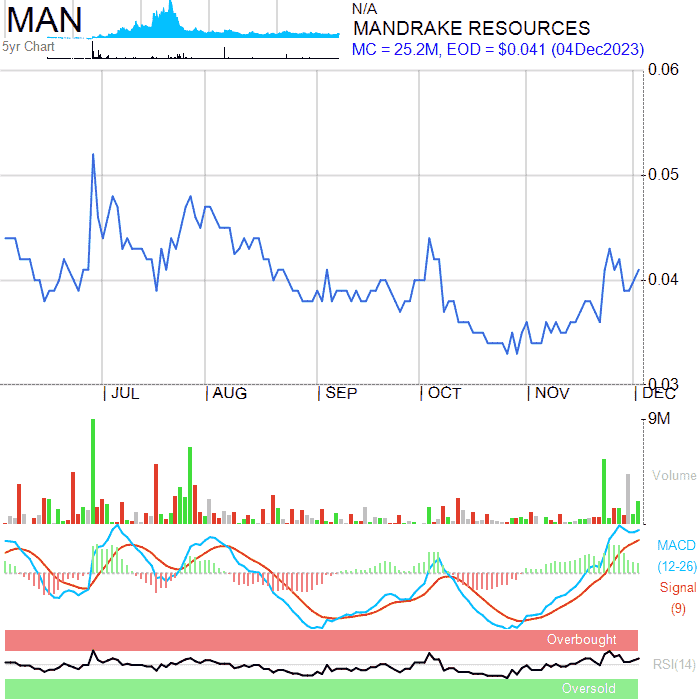 MAN
5yr Chart
N/A
MANDRAKE RESOURCES
MC = 25.2M, EOD = $0.041 (04Dec2023)
0.06
0.05
0.04
0.03
JUL
AUG
SEP
OCT
NOV
DEC
9M
Volume
MACD
(12-26)
Signal
(9)
Overbought
RSI(14)
Oversold